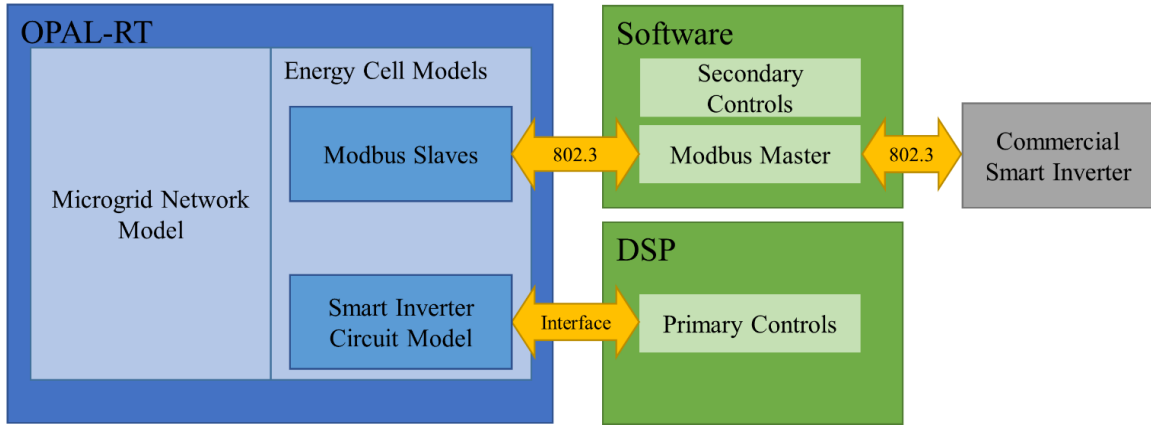 OPAL-RT
Microgrid Network
Model
Energy Cell Models
Modbus Slaves
Smart Inverter
Circuit Model
802.3
Interface
Software
Secondary
Controls
Modbus Master
DSP
Primary Controls
802.3
Commercial
Smart Inverter